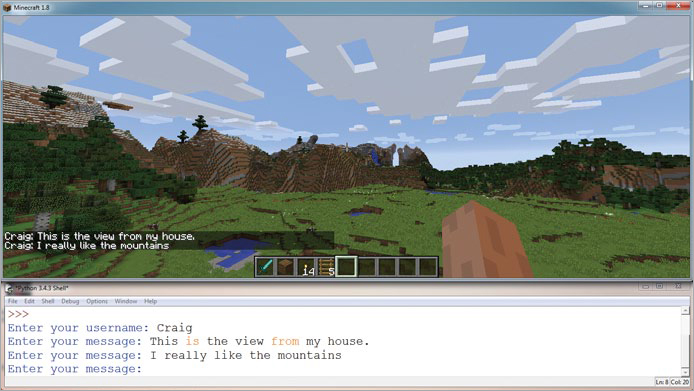 Minecraft 1.8
Craig: This is the view from my house.
Craig: I really like the mountains
14 5
*Python 3.4.3 Shell*
File Edit Shell Debug Options Window Help
>>>
Enter your username: Craig
Enter your message: This is the view from my house.
Enter your message: I really like the mountains
Enter your message:
Ln: 8 Col: 20